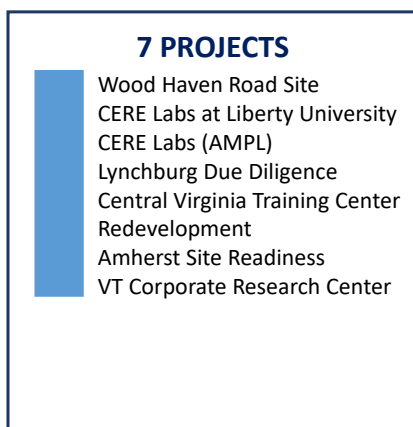 7 PROJECTS
Wood Haven Road Site
CERE Labs at Liberty University
CERE Labs (AMPL)
Lynchburg Due Diligence
Central Virginia Training Center
Redevelopment
Amherst Site Readiness
VT Corporate Research Center